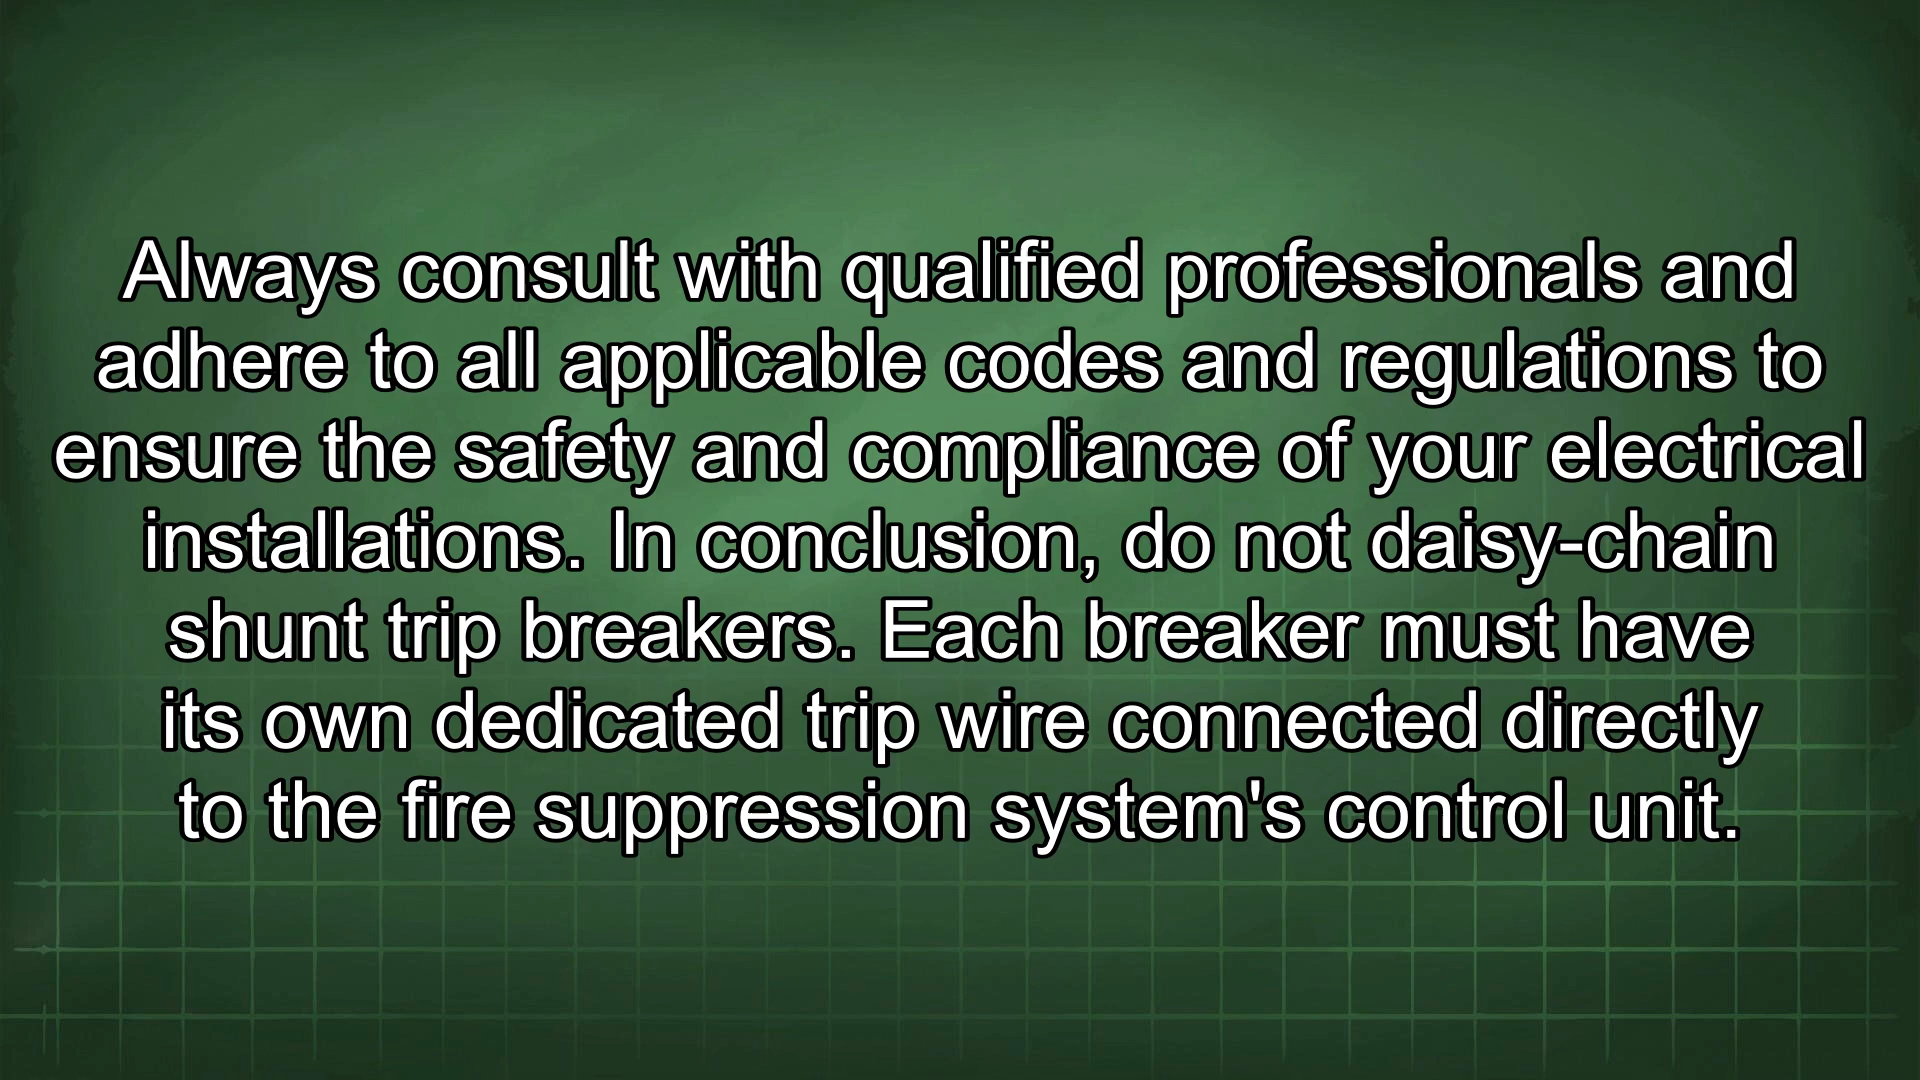 Always consult with qualified professionals and
adhere to all applicable codes and regulations to
ensure the safety and compliance of your electrical
installations. In conclusion, do not daisy-chain
shunt trip breakers. Each breaker must have
its own dedicated trip wire connected directly
to the fire suppression system's control unit.